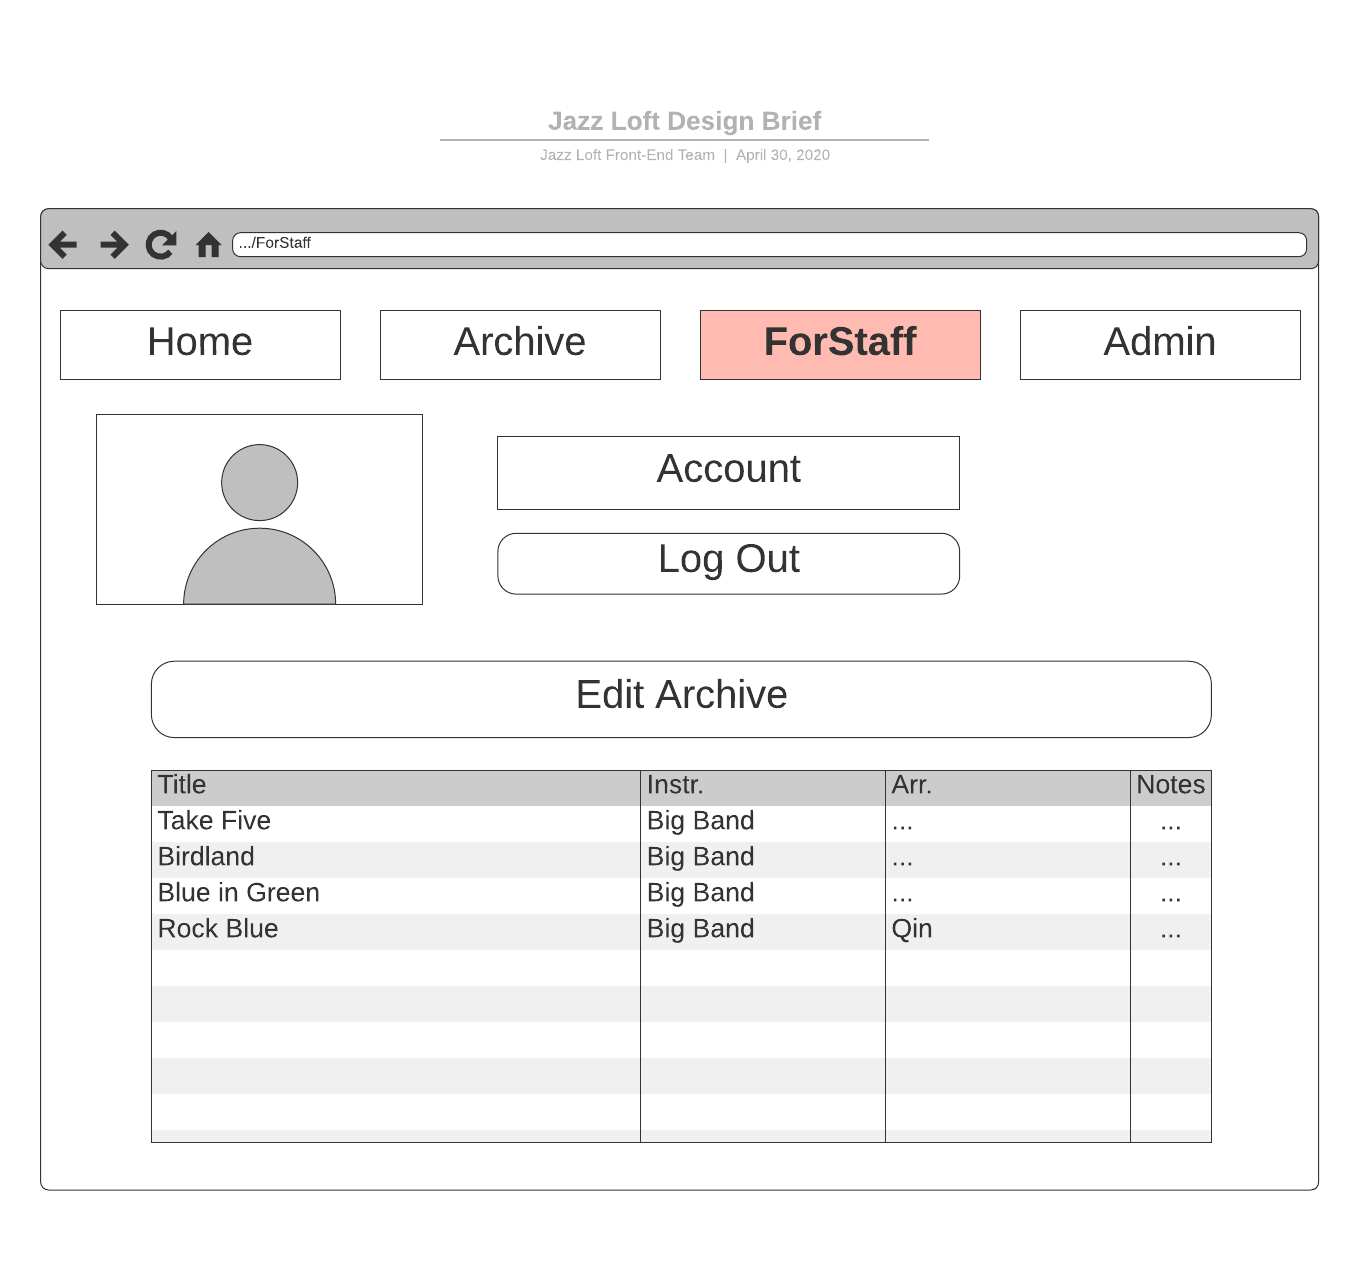 Jazz Loft Design Brief
Jazz Loft Front-End Team | April 30, 2020
.../ForStaff
Home Archive ForStaff Admin
Account
Log Out
Edit Archive
Title Instr. Arr. Notes
Take Five Big Band ... ...
Birdland Big Band ... ...
Blue in Green Big Band ... ...
Rock Blue Big Band Qin ...